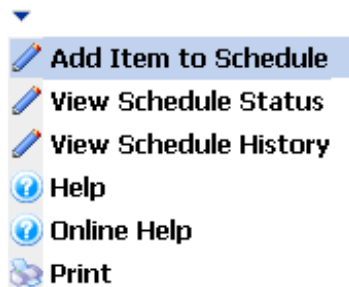 Add Item to Schedule
View Schedule Status
View Schedule History
Help
Online Help
Print